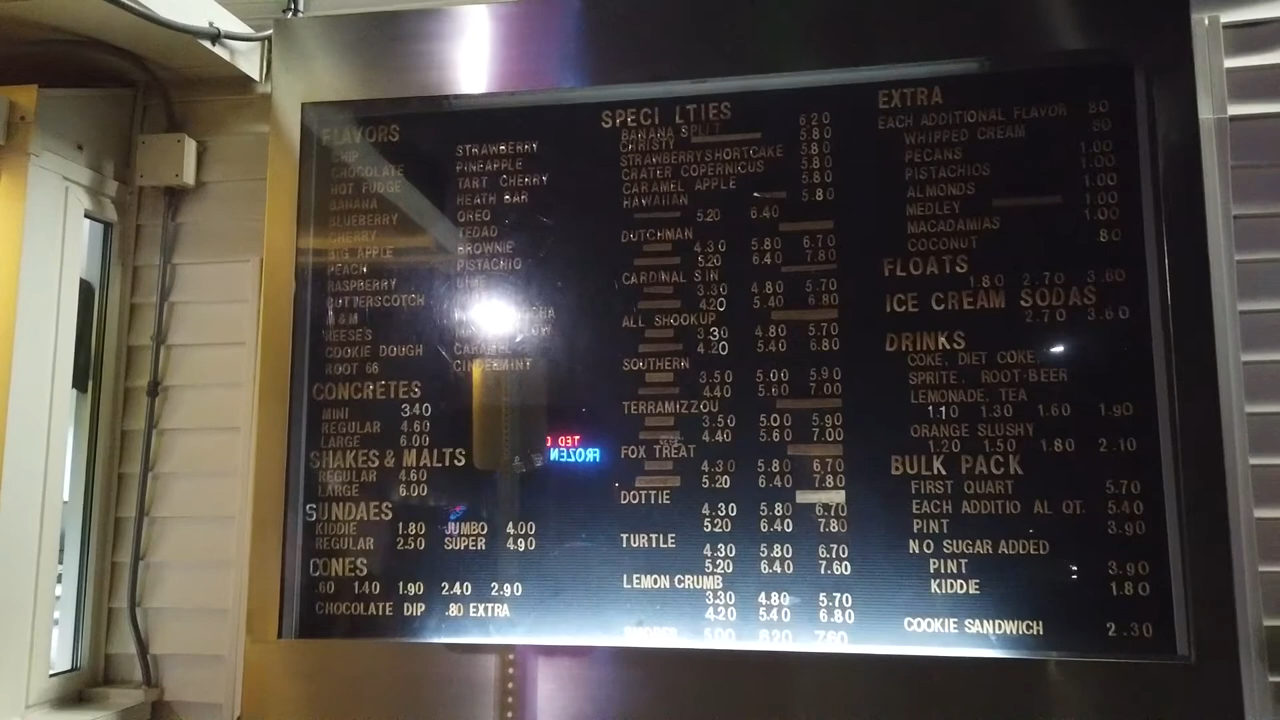 FLAVORS
CHIP
CHOCOLATE
HOT FUDGE
BANANA
BLUEBERRY
CHERRY
BIG APPLE
PEACH
RASPBERRY
BUTTERSCOTCH
M & M
REESE'S
COOKIE DOUGH
ROOT 66
STRAWBERRY
PINEAPPLE
TART CHERRY
HEATH BAR
OREO
TEDAD
BROWNIE
PISTACHIO
CINDERMINT
CONCRETES
MINI 3.40
REGULAR 4.60
LARGE 6.00
SHAKES & MALTS
REGULAR 4.60
LARGE 6.00
SUNDAES
KIDDIE 1.80 JUMBO 4.00
REGULAR 2.50 SUPER 4.90
CONES
.60 1.40 1.90 2.40 2.90
CHOCOLATE DIP .80 EXTRA
TED
FROZEN
SPECI LTIES
BANANA SPLIT 6.20
CHRISTY 5.80
STRAWBERRY SHORTCAKE 5.80
CRATER COPERNICUS 5.80
CARAMEL APPLE 5.80
HAWAIIAN 5.80
5.20 6.40
DUTCHMAN
4.30 5.80 6.70
5.20 6.40 7.80
CARDINAL SIN
3.30 4.80 5.70
4.20 5.40 6.80
ALL SHOOKUP
3.30 4.80 5.70
4.20 5.40 6.80
SOUTHERN
3.50 5.00 5.90
4.40 5.60 7.00
TERRAMIZZOU
3.50 5.00 5.90
4.40 5.60 7.00
FOX TREAT
4.30 5.80 6.70
5.20 6.40 7.80
DOTTIE
4.30 5.80 6.70
5.20 6.40 7.80
TURTLE
4.30 5.80 6.70
5.20 6.40 7.60
LEMON CRUMB
3.30 4.80 5.70
4.20 5.40 6.80
5.00 6.20 7.60
EXTRA
EACH ADDITIONAL FLAVOR 80
WHIPPED CREAM 80
PECANS 1.00
PISTACHIOS 1.00
ALMONDS 1.00
MEDLEY 1.00
MACADAMIAS 1.00
COCONUT 80
FLOATS
1.80 2.70 3.60
ICE CREAM SODAS
2.70 3.60
DRINKS
COKE, DIET COKE,
SPRITE, ROOT-BEER
LEMONADE, TEA
1.10 1.30 1.60 1.90
ORANGE SLUSHY
1.20 1.50 1.80 2.10
BULK PACK
FIRST QUART 5.70
EACH ADDITIO AL QT. 5.40
PINT 3.90
NO SUGAR ADDED
PINT 3.90
KIDDIE 1.80
COOKIE SANDWICH 2.30